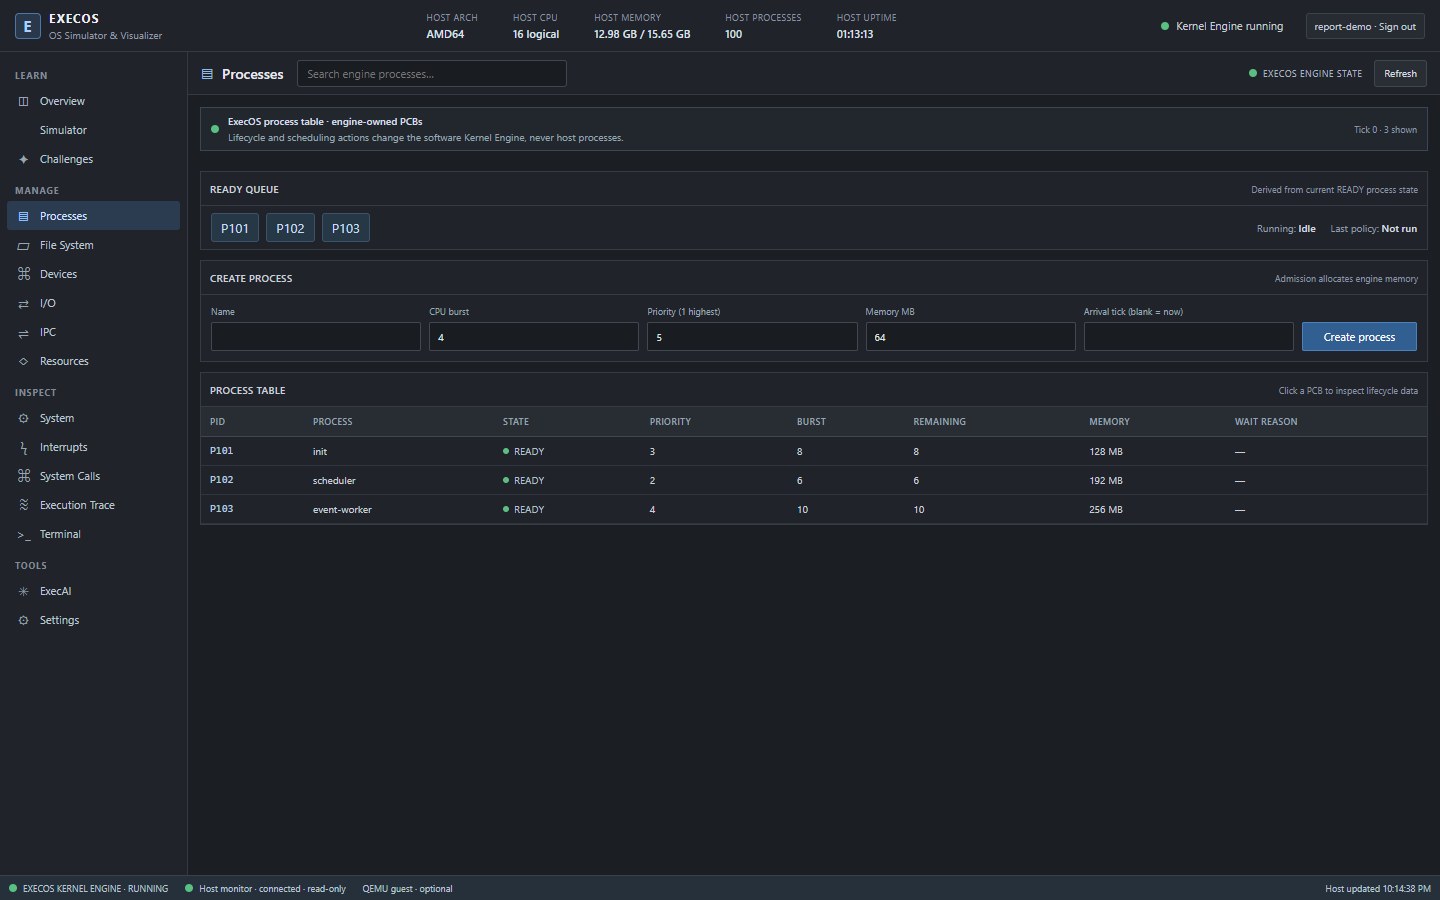 E
EXECOS
OS Simulator & Visualizer
HOST ARCH
AMD64
HOST CPU
16 logical
HOST MEMORY
12.98 GB / 15.65 GB
HOST PROCESSES
100
HOST UPTIME
01:13:13
Kernel Engine running
report-demo · Sign out
LEARN
Overview
Simulator
Challenges
MANAGE
Processes
File System
Devices
I/O
IPC
Resources
INSPECT
System
Interrupts
System Calls
Execution Trace
>_ Terminal
TOOLS
ExecAI
Settings
Processes
Search engine processes...
EXECOS ENGINE STATE
Refresh
ExecOS process table · engine-owned PCBs
Lifecycle and scheduling actions change the software Kernel Engine, never host processes.
Tick 0 · 3 shown
READY QUEUE
Derived from current READY process state
P101 P102 P103
Running: Idle Last policy: Not run
CREATE PROCESS
Admission allocates engine memory
Name
CPU burst
4
Priority (1 highest)
5
Memory MB
64
Arrival tick (blank = now)
Create process
PROCESS TABLE
Click a PCB to inspect lifecycle data
PID PROCESS STATE PRIORITY BURST REMAINING MEMORY WAIT REASON
P101 init READY 3 8 8 128 MB —
P102 scheduler READY 2 6 6 192 MB —
P103 event-worker READY 4 10 10 256 MB —
EXECOS KERNEL ENGINE · RUNNING
Host monitor · connected · read-only
QEMU guest · optional
Host updated 10:14:38 PM